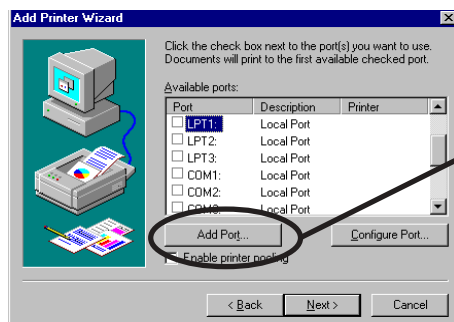 Add Printer Wizard
Click the check box next to the port(s) you want to use.
Documents will print to the first available checked port.
Available ports:
Port Description Printer
LPT1: Local Port
LPT2: Local Port
LPT3: Local Port
COM1: Local Port
COM2: Local Port
COM3: Local Port
Add Port... Configure Port...
Enable printer pooling
< Back Next > Cancel